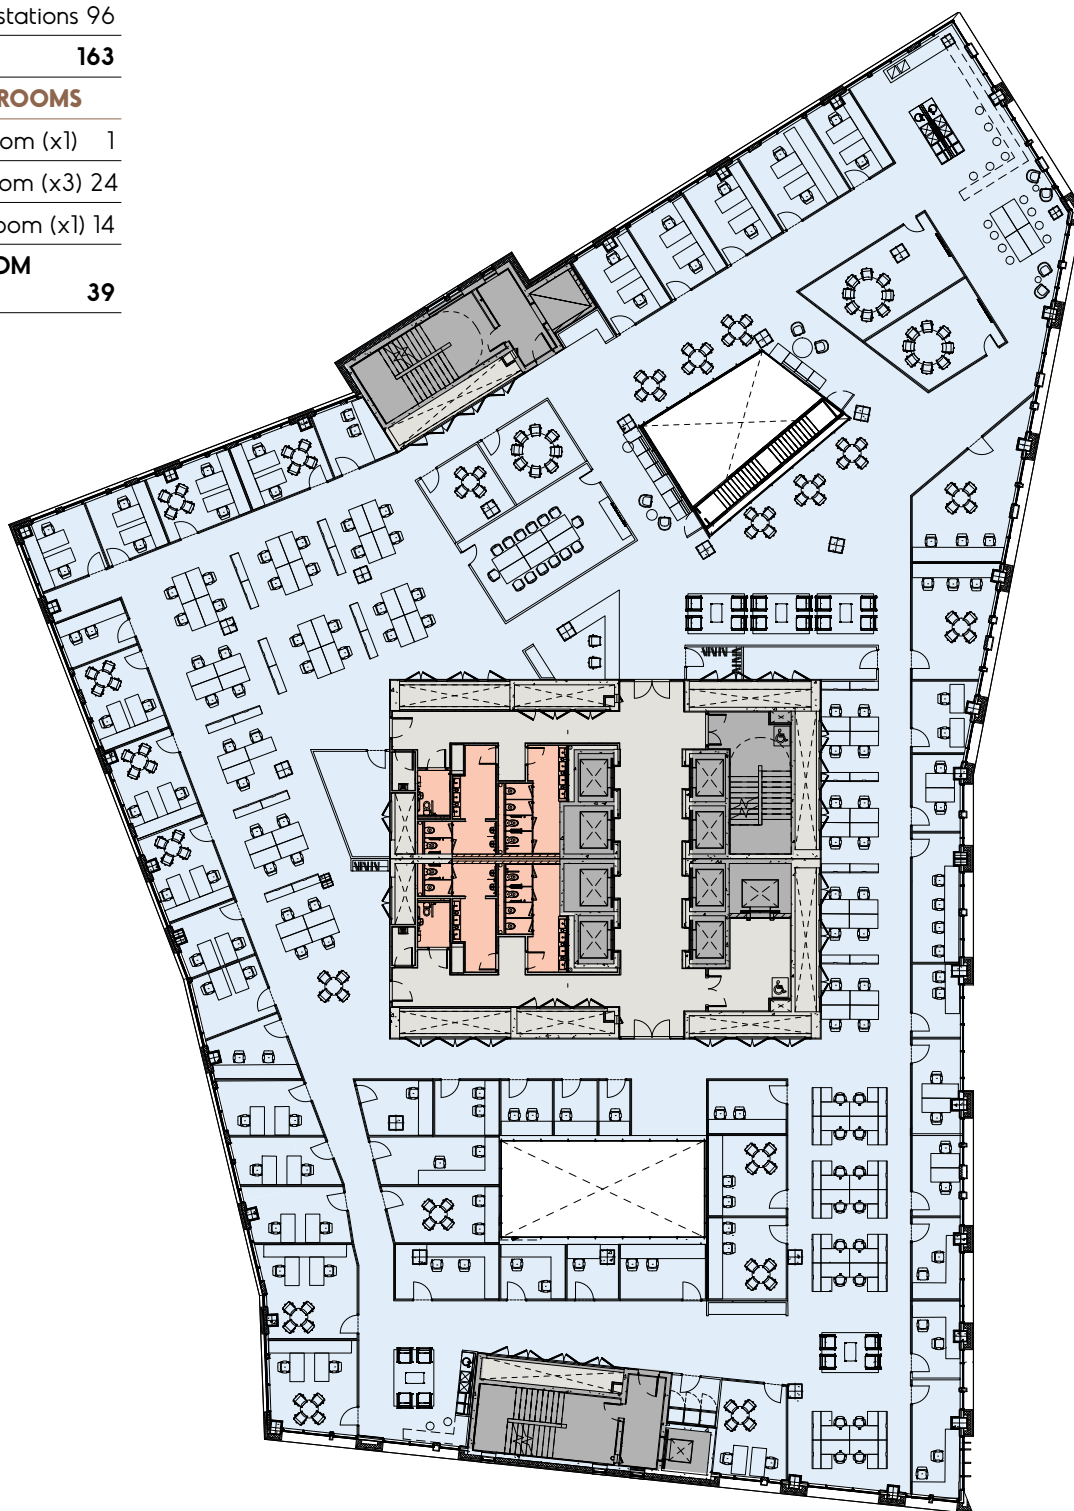 stations 96
163
ROOMS
om (x1) 1
om (x3) 24
oom (x1) 14
OM
39